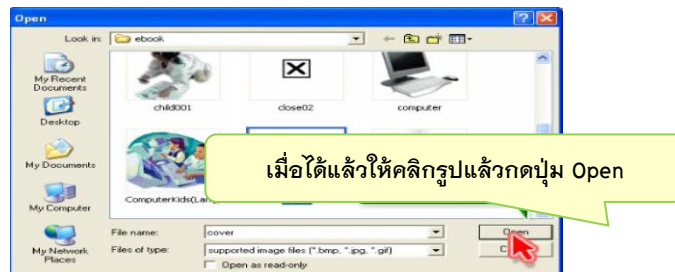 Open
Look in: ebook
My Recent
Documents
Desktop
My Documents
My Computer
My Network
Places
child001 close02 computer
เมื่อได้แล้วให้คลิกรูปแล้วกดปุ่ม Open
ComputerKids(Lar
File name: cover Open
Files of type: supported image files (*.bmp, *.jpg, *.gif)
Open as read-only